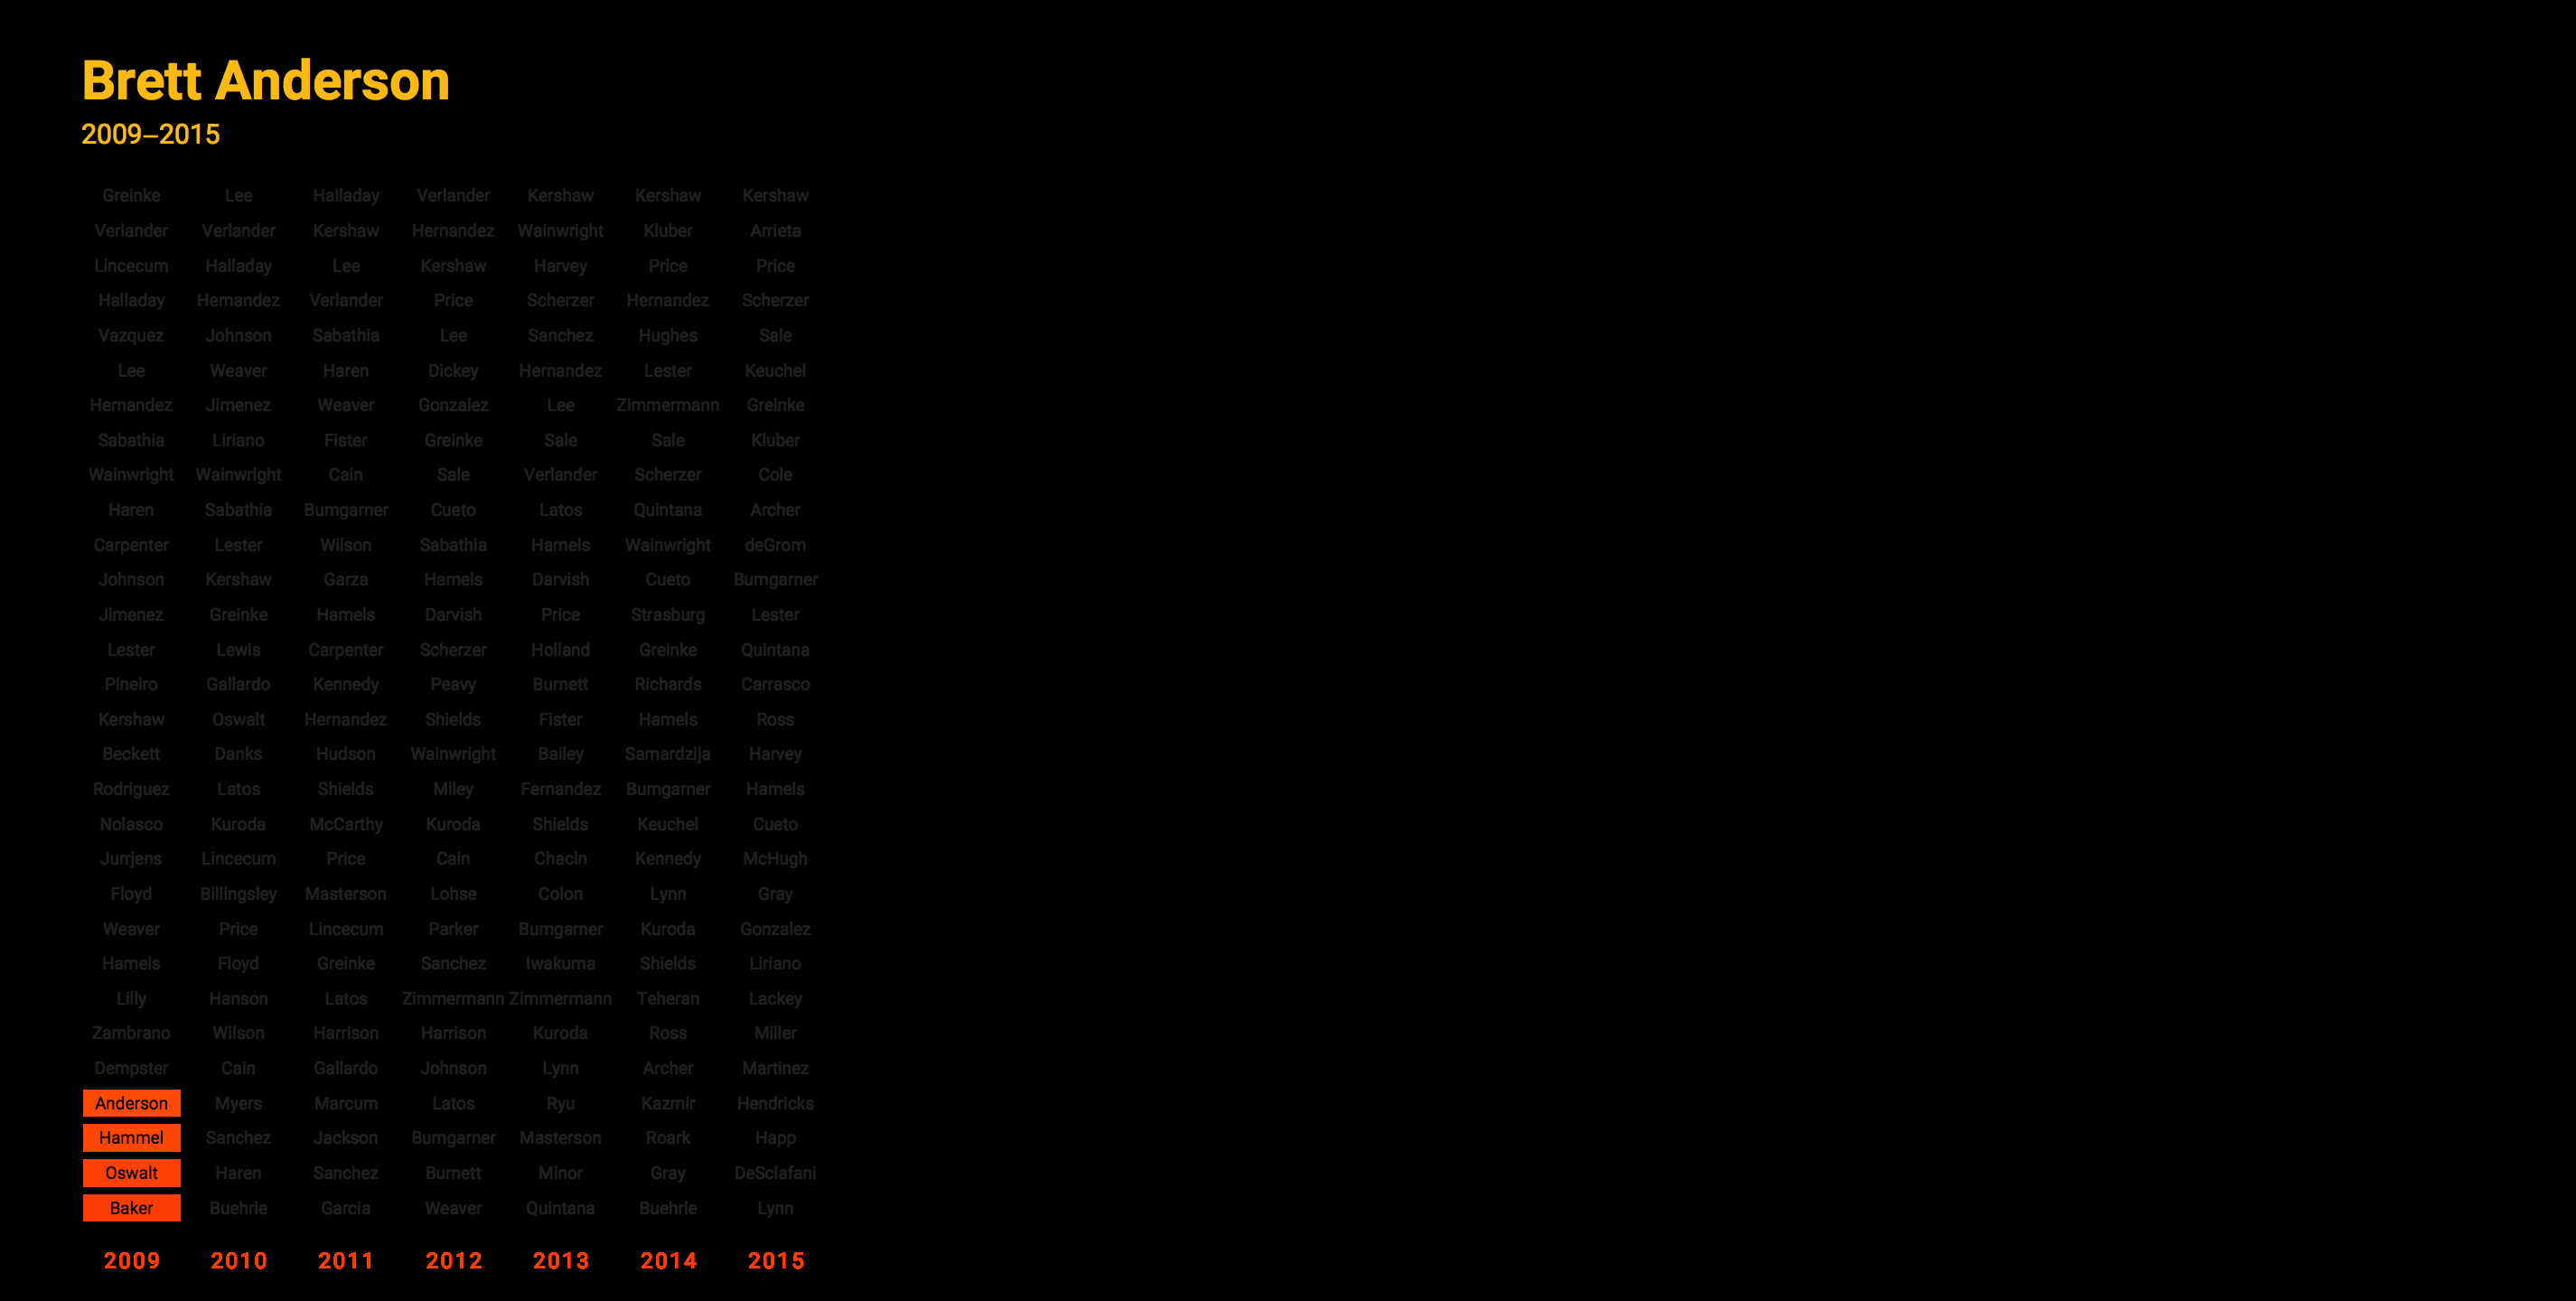 Brett Anderson
2009–2015
Greinke Lee Halladay Verlander Kershaw Kershaw Kershaw
Verlander Verlander Kershaw Hernandez Wainwright Kluber Arrieta
Lincecum Halladay Lee Kershaw Harvey Price Price
Halladay Hernandez Verlander Price Scherzer Hernandez Scherzer
Vazquez Johnson Sabathia Lee Sanchez Hughes Sale
Lee Weaver Haren Dickey Hernandez Lester Keuchel
Hernandez Jimenez Weaver Gonzalez Lee Zimmermann Greinke
Sabathia Liriano Fister Greinke Sale Sale Kluber
Wainwright Wainwright Cain Sale Verlander Scherzer Cole
Haren Sabathia Bumgarner Cueto Latos Quintana Archer
Carpenter Lester Wilson Sabathia Hamels Wainwright deGrom
Johnson Kershaw Garza Hamels Darvish Cueto Bumgarner
Jimenez Greinke Hamels Darvish Price Strasburg Lester
Lester Lewis Carpenter Scherzer Holland Greinke Quintana
Pineiro Gallardo Kennedy Peavy Burnett Richards Carrasco
Kershaw Oswalt Hernandez Shields Fister Hamels Ross
Beckett Danks Hudson Wainwright Bailey Samardzija Harvey
Rodriguez Latos Shields Miley Fernandez Bumgarner Hamels
Nolasco Kuroda McCarthy Kuroda Shields Keuchel Cueto
Jurrjens Lincecum Price Cain Chacin Kennedy McHugh
Floyd Billingsley Masterson Lohse Colon Lynn Gray
Weaver Price Lincecum Parker Bumgarner Kuroda Gonzalez
Hamels Floyd Greinke Sanchez Iwakuma Shields Liriano
Lilly Hanson Latos Zimmermann Zimmermann Teheran Lackey
Zambrano Wilson Harrison Harrison Kuroda Ross Miller
Dempster Cain Gallardo Johnson Lynn Archer Martinez
Anderson Myers Marcum Latos Ryu Kazmir Hendricks
Hammel Sanchez Jackson Bumgarner Masterson Roark Happ
Oswalt Haren Sanchez Burnett Minor Gray DeSclafani
Baker Buehrle Garcia Weaver Quintana Buehrle Lynn
2009 2010 2011 2012 2013 2014 2015